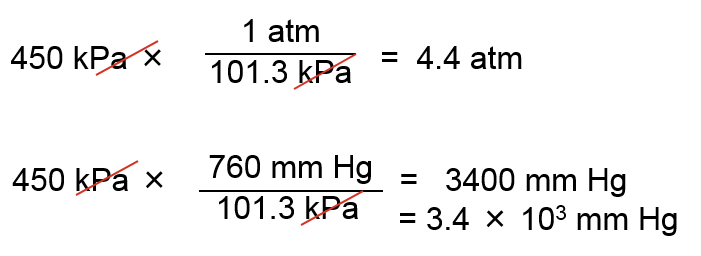 450 kPa × 1 atm / 101.3 kPa = 4.4 atm
450 kPa × 760 mm Hg / 101.3 kPa = 3400 mm Hg
= 3.4 × 10³ mm Hg